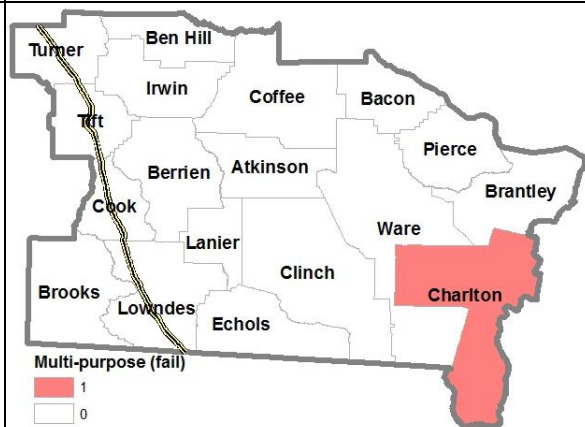 Turner
Ben Hill
Irwin
Coffee
Bacon
Tift
Pierce
Berrien
Atkinson
Brantley
Cook
Ware
Lanier
Clinch
Charlton
Brooks
Lowndes
Echols
Multi-purpose (fail)
1
0